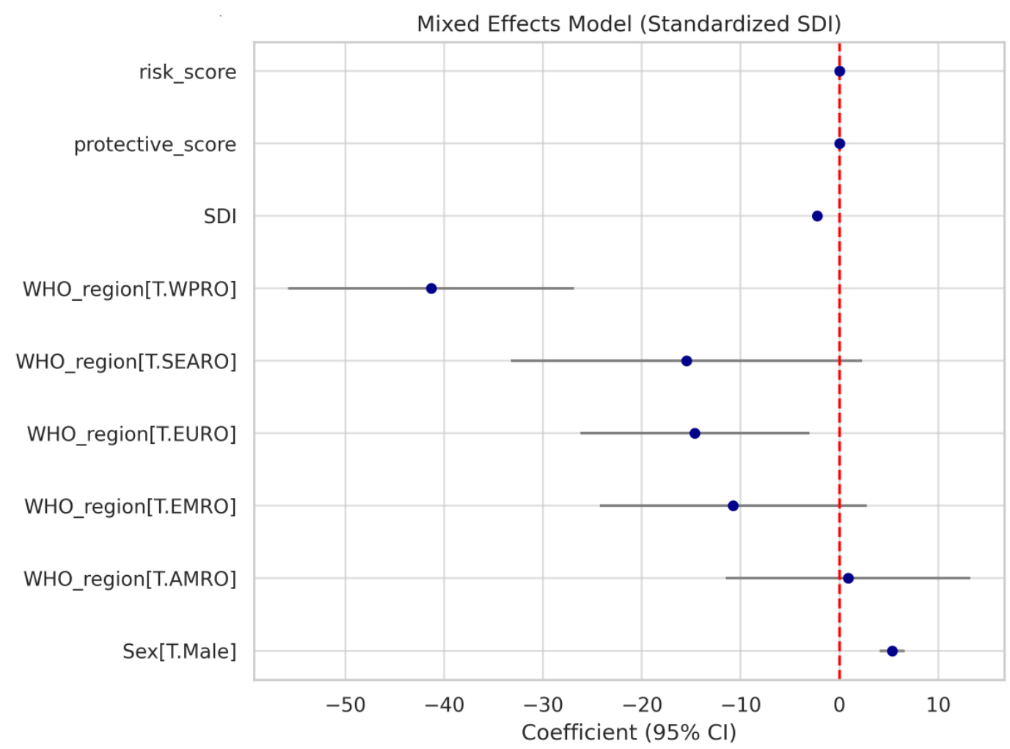 Mixed Effects Model (Standardized SDI)
risk_score
protective_score
SDI
WHO_region[T.WPRO]
WHO_region[T.SEARO]
WHO_region[T.EURO]
WHO_region[T.EMRO]
WHO_region[T.AMRO]
Sex[T.Male]
−50 −40 −30 −20 −10 0 10
Coefficient (95% CI)